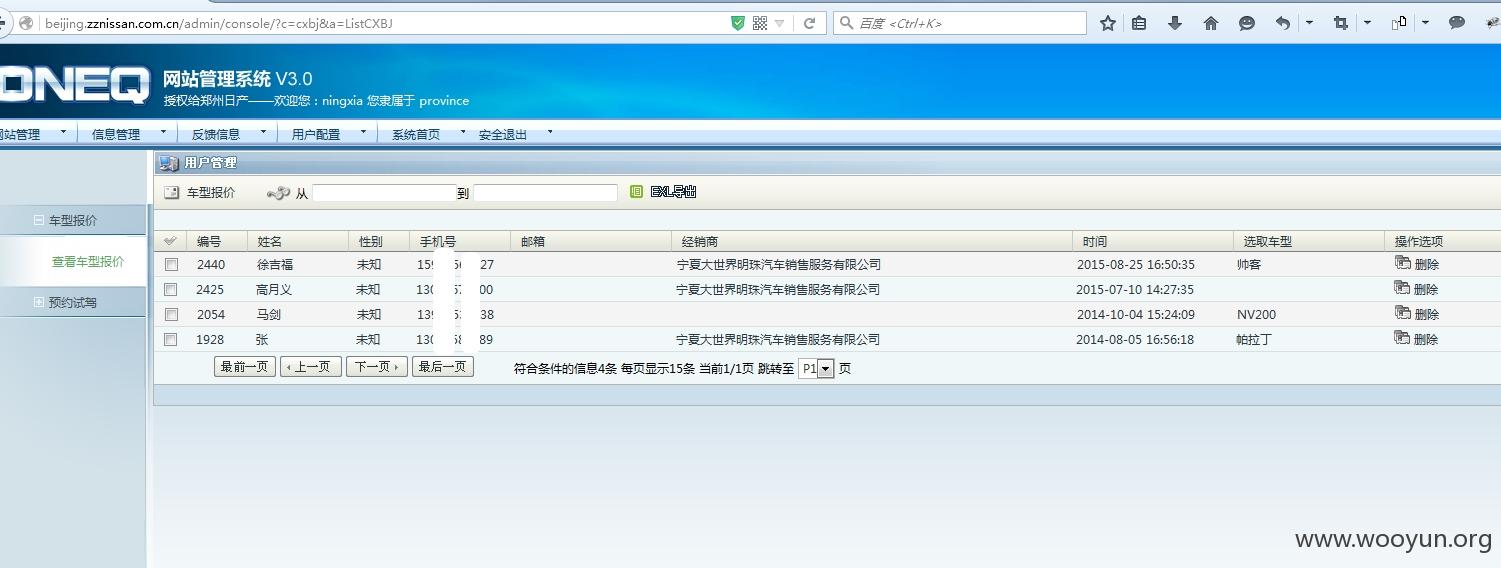 beijing.zznissan.com.cn/admin/console/?c=cxbj&a=ListCXBJ
百度 <Ctrl+K>
ONEQ 网站管理系统 V3.0
授权给郑州日产——欢迎您：ningxia 您隶属于 province
网站管理 信息管理 反馈信息 用户配置 系统首页 安全退出
用户管理
车型报价 从 到 EXL导出
车型报价
查看车型报价
预约试驾
编号 姓名 性别 手机号 邮箱 经销商 时间 选取车型 操作选项
2440 徐吉福 未知 159 56 27 宁夏大世界明珠汽车销售服务有限公司 2015-08-25 16:50:35 帅客 删除
2425 高月义 未知 130 00 宁夏大世界明珠汽车销售服务有限公司 2015-07-10 14:27:35 删除
2054 马剑 未知 139 38 2014-10-04 15:24:09 NV200 删除
1928 张 未知 130 89 宁夏大世界明珠汽车销售服务有限公司 2014-08-05 16:56:18 帕拉丁 删除
最前一页 上一页 下一页 最后一页 符合条件的信息4条 每页显示15条 当前1/1页 跳转至 P1 页
www.wooyun.org